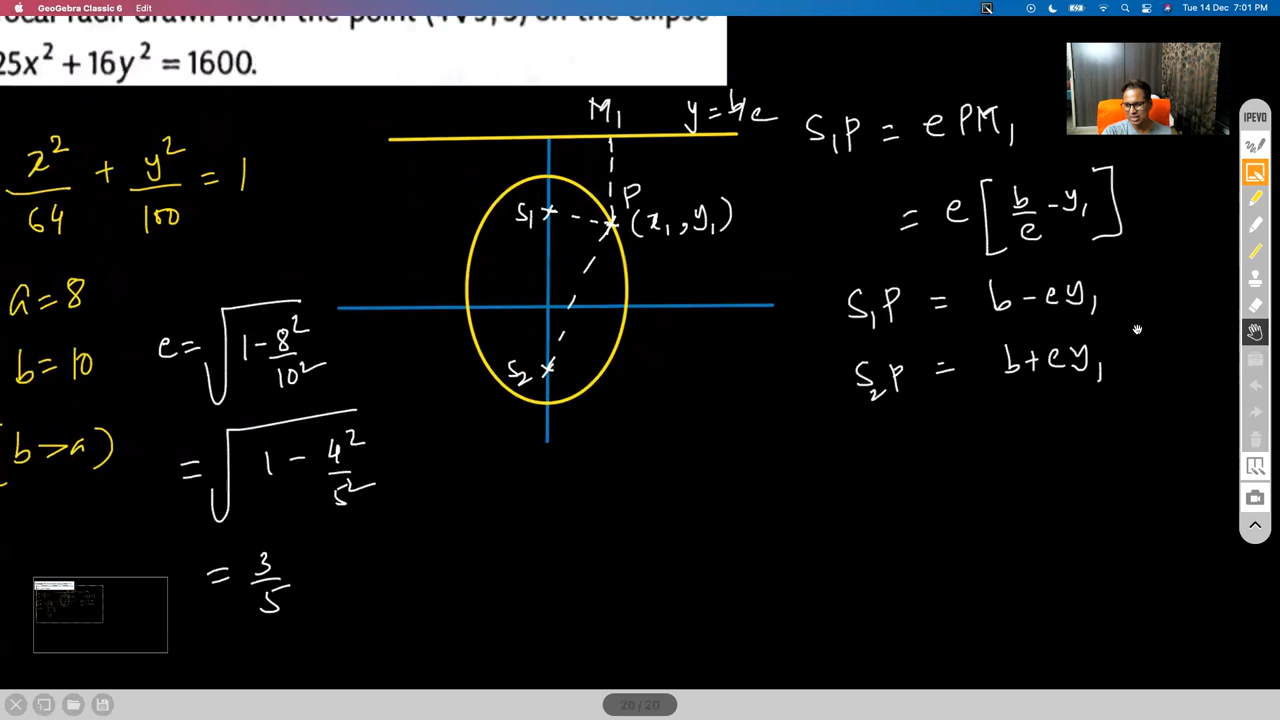 GeoGebra Classic 6 Edit
Tue 14 Dec 7:01 PM
25x² + 16y² = 1600.
x²/64 + y²/100 = 1
a = 8
b = 10
(b > a)
e = √(1 - 8²/10²)
= √(1 - 4²/5²)
= 3/5
M₁
y = b/e
P
(x₁, y₁)
S₁
S₂
S₁P = e PM₁
= e [b/e - y₁]
S₁P = b - ey₁
S₂P = b + ey₁
IPEVO
20 / 20